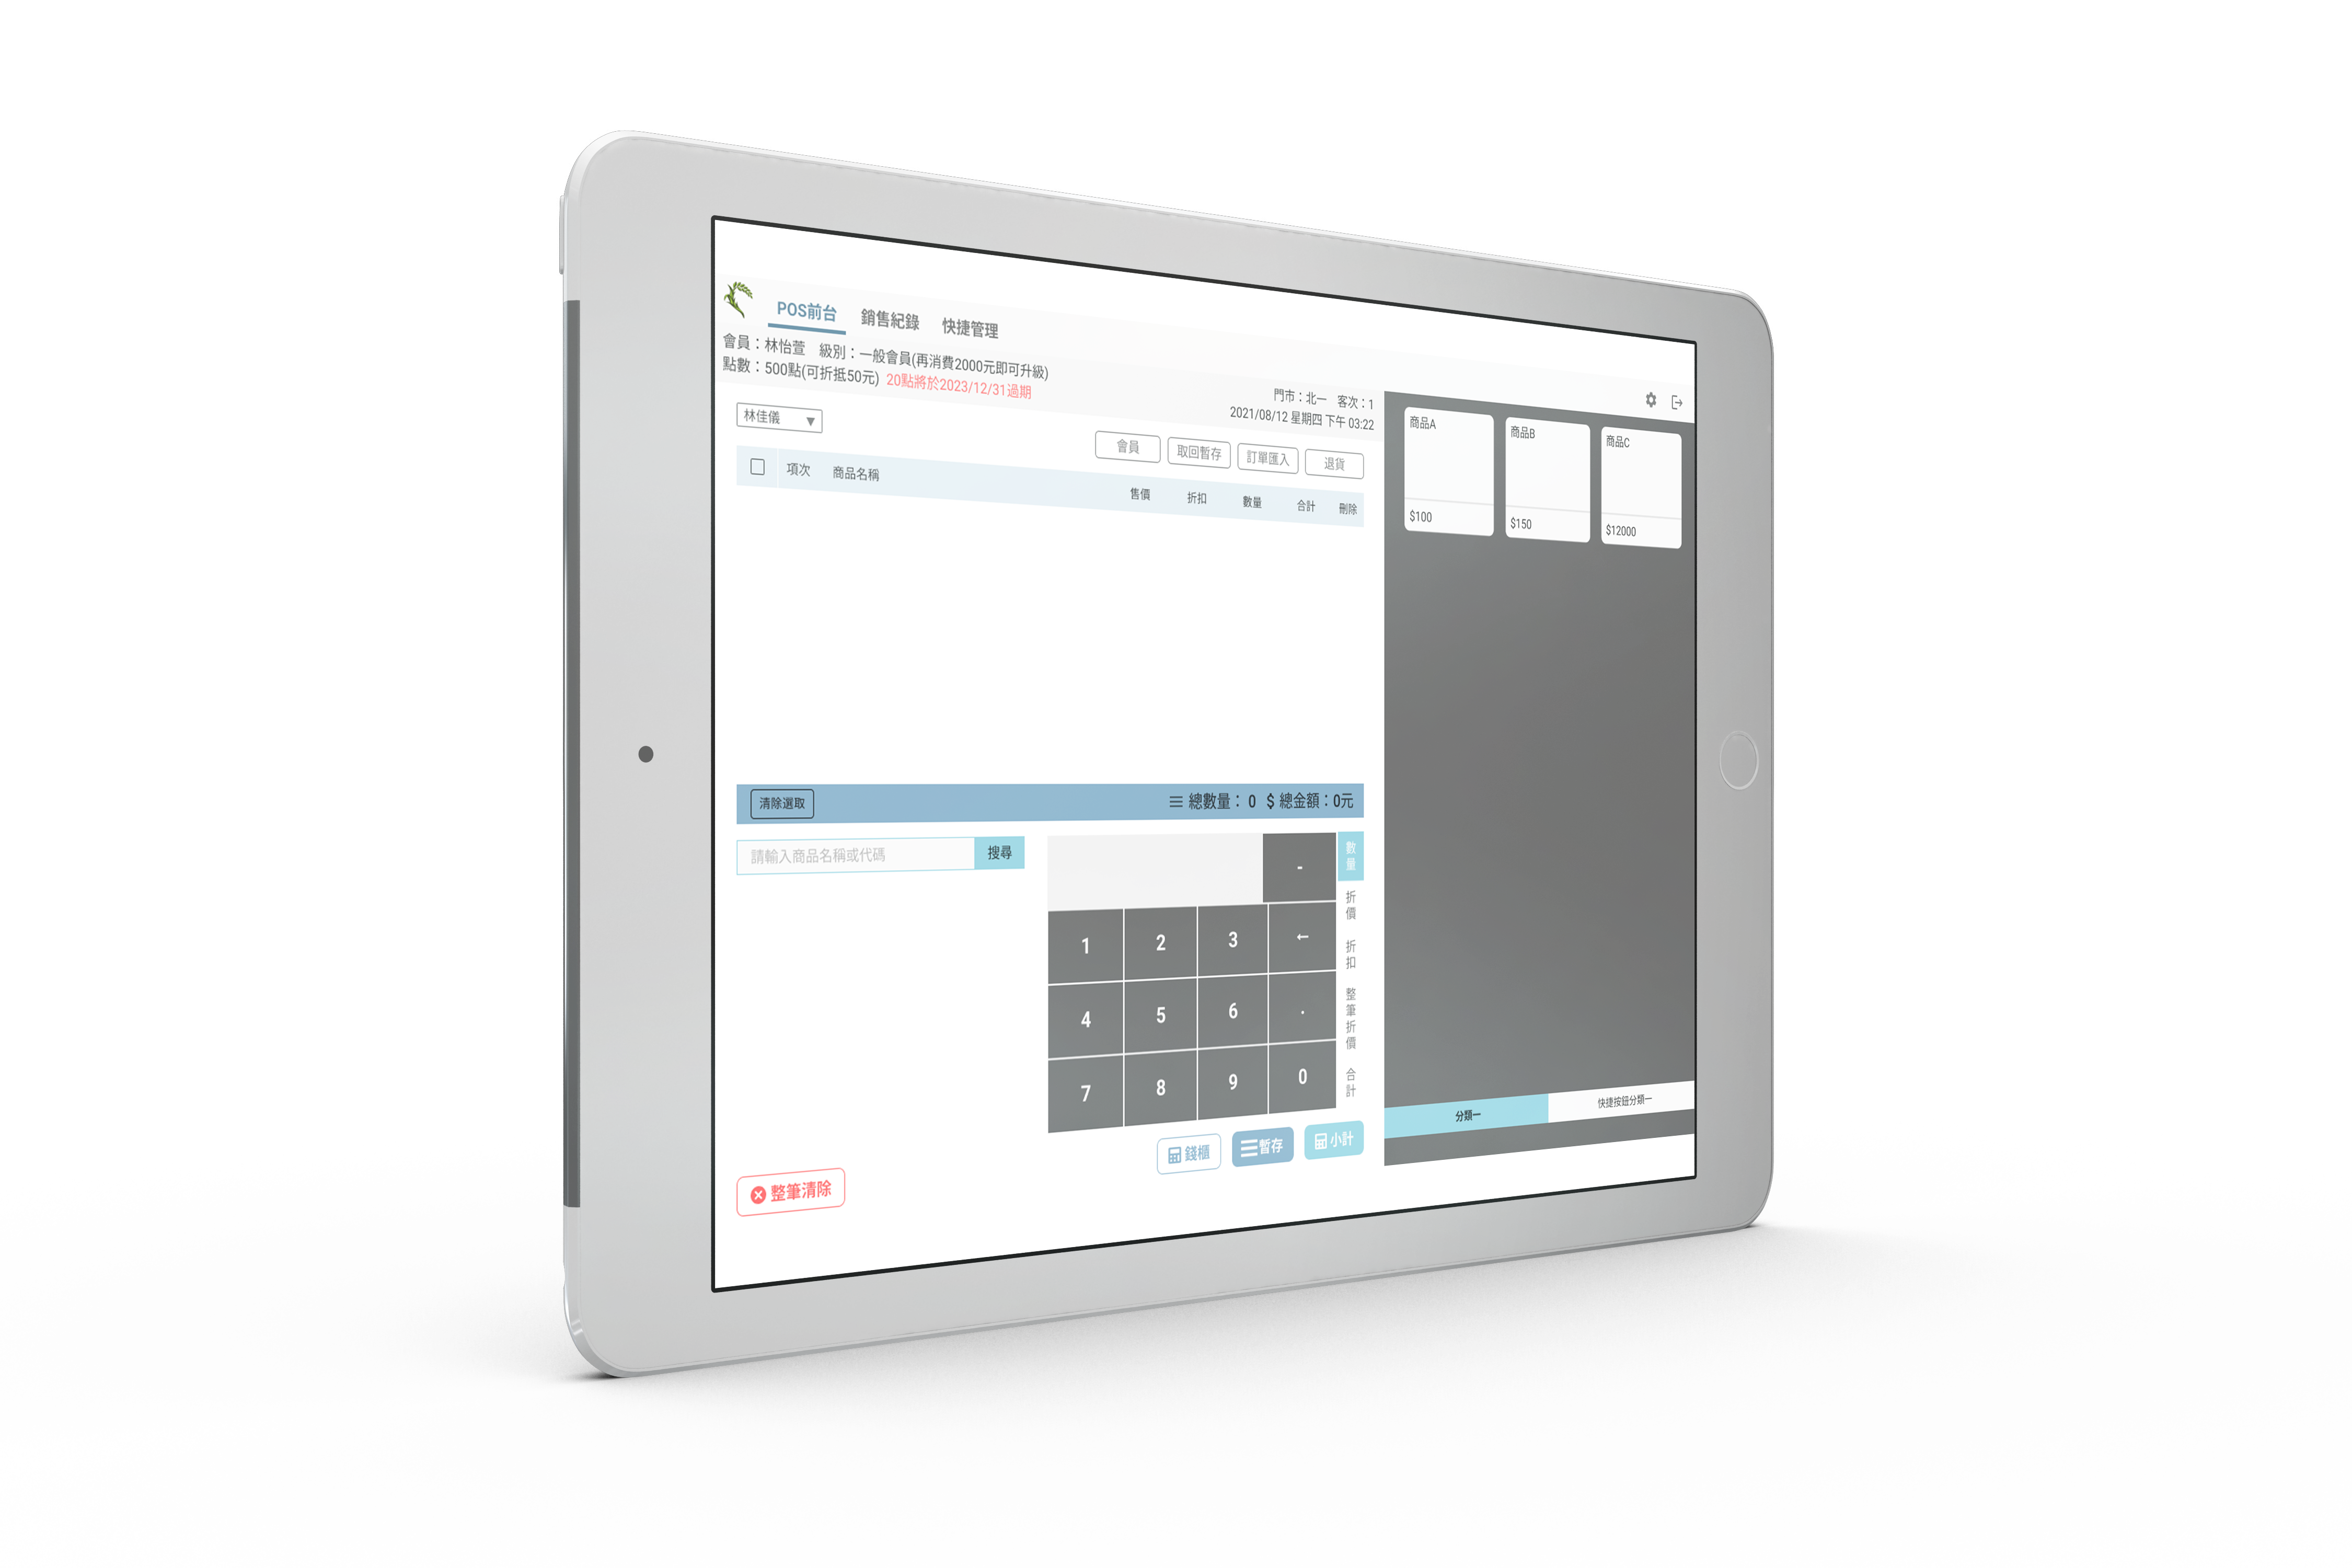 POS前台 銷售紀錄 快捷管理
會員：林怡萱 級別：一般會員(再消費2000元即可升級)
點數：500點(可折抵50元) 20點將於2023/12/31過期
門市：北一 客次：1
2021/08/12 星期四 下午 03:22
林佳儀 ▼
會員 取回暫存 訂單匯入 退貨
項次 商品名稱 售價 折扣 數量 合計 刪除
商品A 商品B 商品C
$100 $150 $12000
清除選取 總數量： 0 $ 總金額：0元
請輸入商品名稱或代碼 搜尋
-
1 2 3 ←
4 5 6 .
7 8 9 0
數量
折價
折扣
整筆折價
合計
錢櫃 暫存 小計
整筆清除
分類一 快捷按鈕分類一